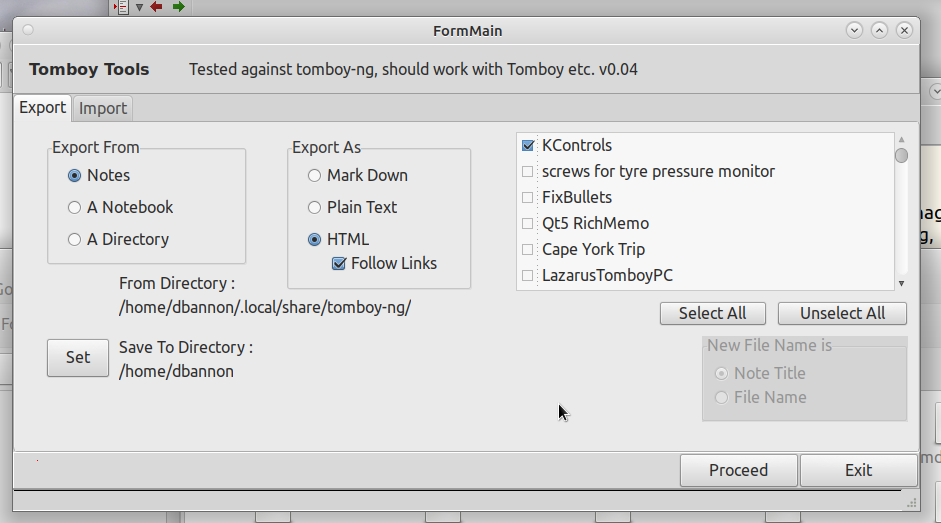 FormMain
Tomboy Tools Tested against tomboy-ng, should work with Tomboy etc. v0.04
Export Import
Export From
Notes
A Notebook
A Directory
Export As
Mark Down
Plain Text
HTML
Follow Links
KControls
screws for tyre pressure monitor
FixBullets
Qt5 RichMemo
Cape York Trip
LazarusTomboyPC
From Directory :
/home/dbannon/.local/share/tomboy-ng/
Select All Unselect All
Set
Save To Directory :
/home/dbannon
New File Name is
Note Title
File Name
Proceed Exit